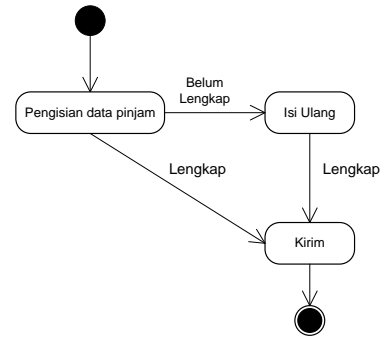 Belum
Lengkap
Pengisian data pinjam
Isi Ulang
Lengkap
Lengkap
Kirim